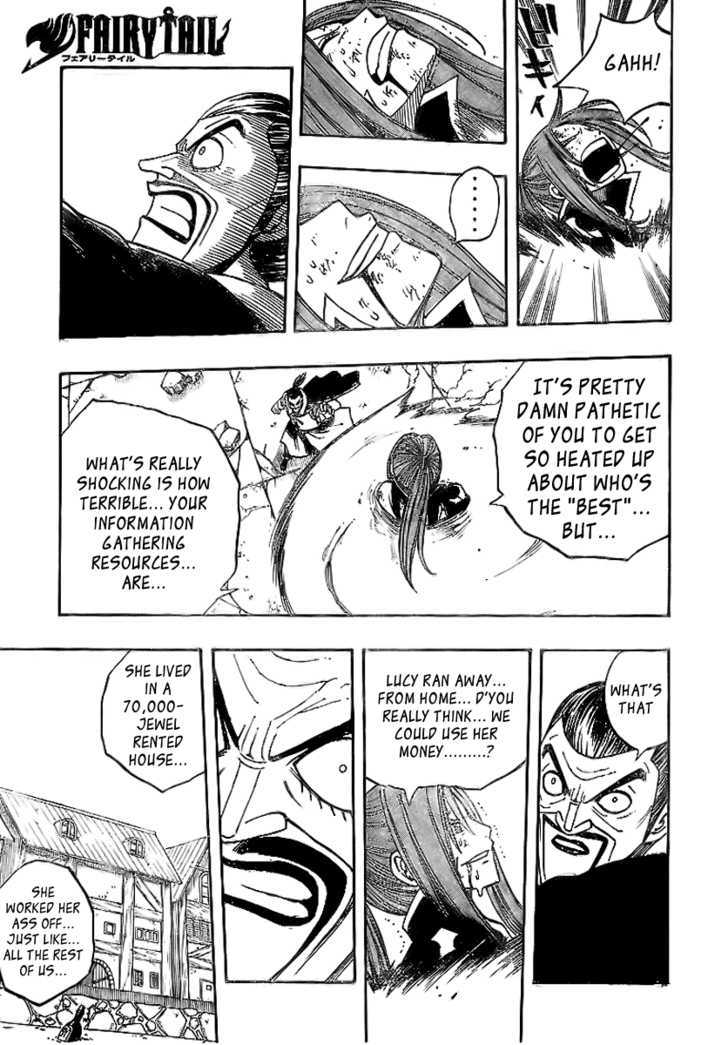 FAIRY TAIL
フェアリーテイル
GAHH!
ビキィ
......
IT'S PRETTY
DAMN PATHETIC
OF YOU TO GET
SO HEATED UP
ABOUT WHO'S
THE "BEST"...
BUT...
WHAT'S REALLY
SHOCKING IS HOW
TERRIBLE... YOUR
INFORMATION
GATHERING
RESOURCES...
ARE...
WHAT'S
THAT
LUCY RAN AWAY...
FROM HOME... D'YOU
REALLY THINK... WE
COULD USE HER
MONEY.........?
SHE LIVED
IN A
70,000-
JEWEL
RENTED
HOUSE...
SHE
WORKED HER
ASS OFF...
JUST LIKE...
ALL THE REST
OF US...